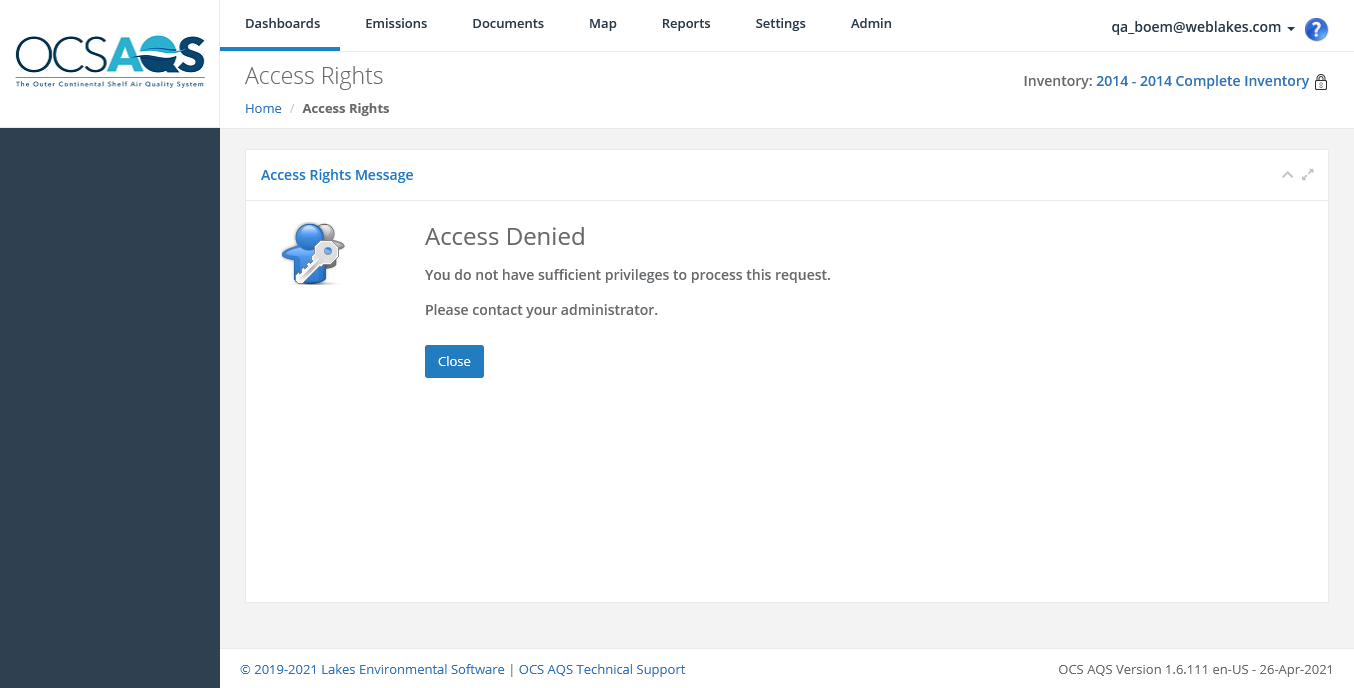 OCSAQS
The Outer Continental Shelf Air Quality System
Dashboards Emissions Documents Map Reports Settings Admin
qa_boem@weblakes.com
?
Access Rights
Inventory: 2014 - 2014 Complete Inventory
Home / Access Rights
Access Rights Message
Access Denied
You do not have sufficient privileges to process this request.
Please contact your administrator.
Close
© 2019-2021 Lakes Environmental Software | OCS AQS Technical Support
OCS AQS Version 1.6.111 en-US - 26-Apr-2021